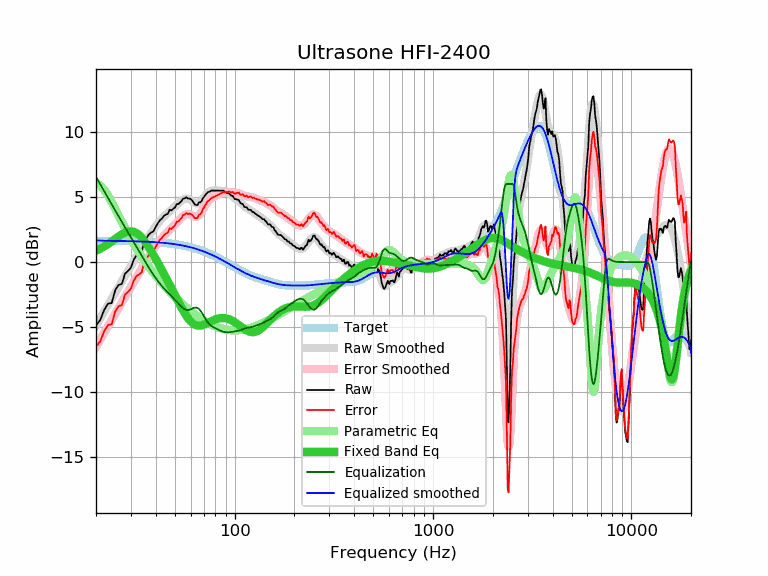 Ultrasone HFI-2400
Amplitude (dBr)
10
5
0
−5
−10
−15
Target
Raw Smoothed
Error Smoothed
Raw
Error
Parametric Eq
Fixed Band Eq
Equalization
Equalized smoothed
100
1000
10000
Frequency (Hz)